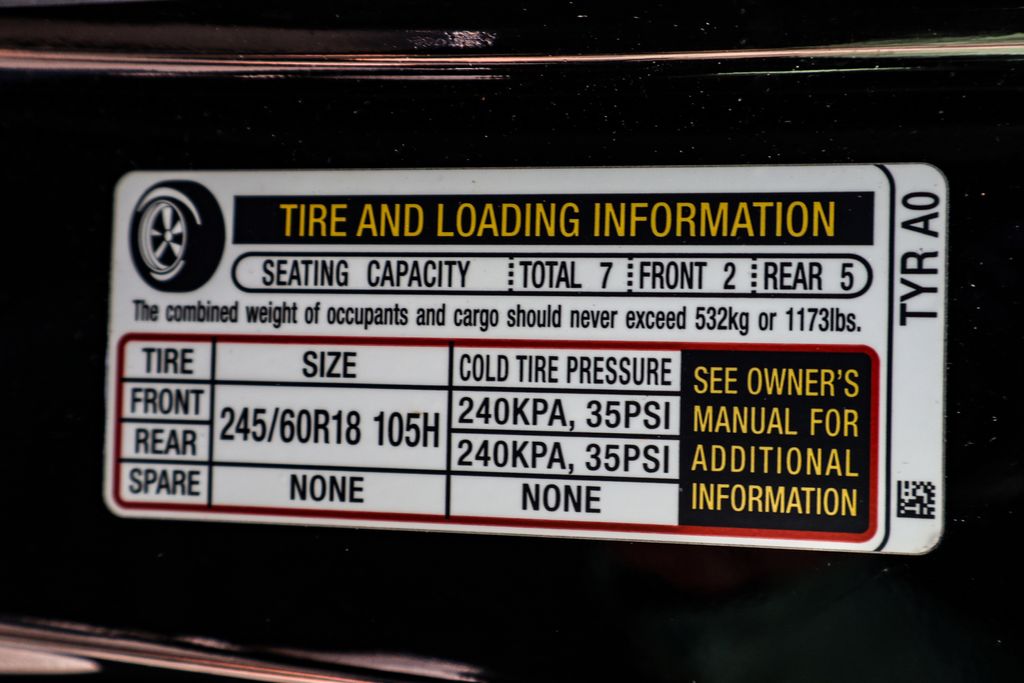 TIRE AND LOADING INFORMATION
SEATING CAPACITY TOTAL 7 FRONT 2 REAR 5
The combined weight of occupants and cargo should never exceed 532kg or 1173lbs.
TIRE SIZE COLD TIRE PRESSURE
FRONT 245/60R18 105H 240KPA, 35PSI
REAR 240KPA, 35PSI
SPARE NONE NONE
SEE OWNER'S
MANUAL FOR
ADDITIONAL
INFORMATION
TYR A0